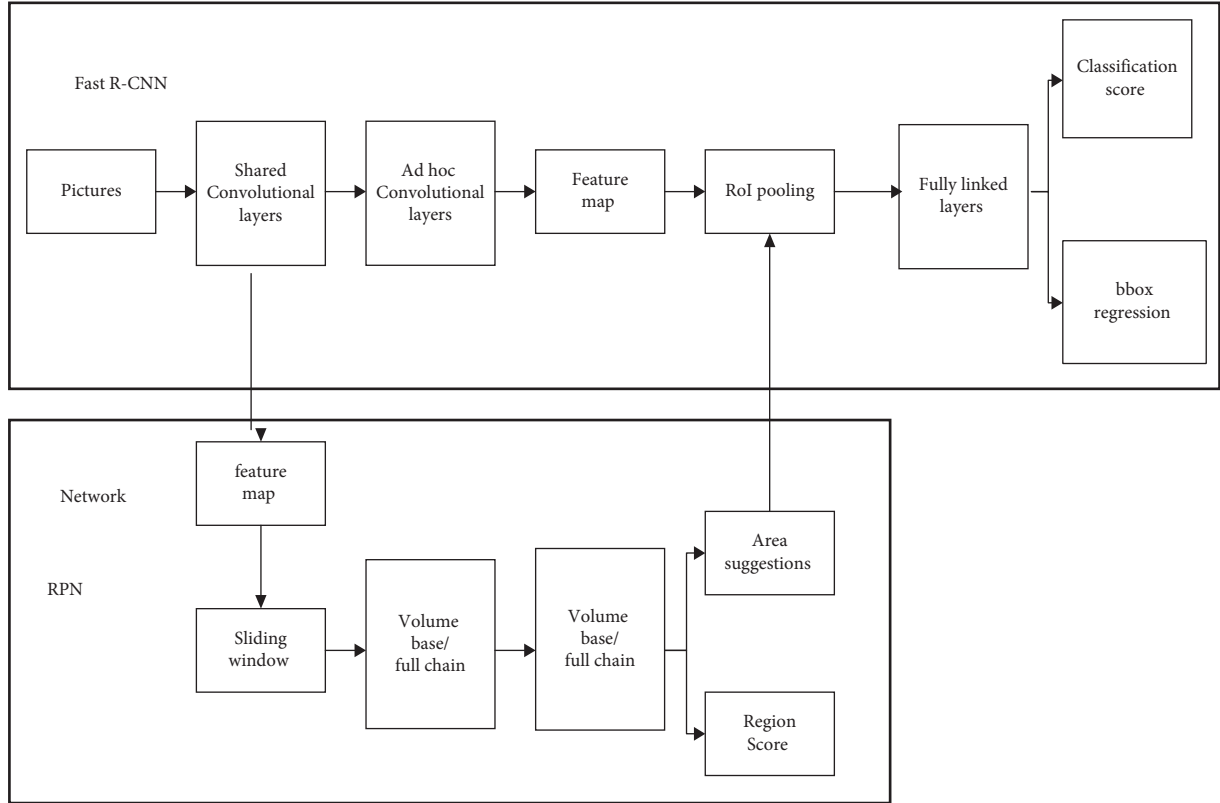 Fast R-CNN
Pictures
Shared
Convolutional
layers
Ad hoc
Convolutional
layers
Feature
map
RoI pooling
Fully linked
layers
Classification
score
bbox
regression
Network
RPN
feature
map
Sliding
window
Volume
base/
full chain
Volume
base/
full chain
Area
suggestions
Region
Score